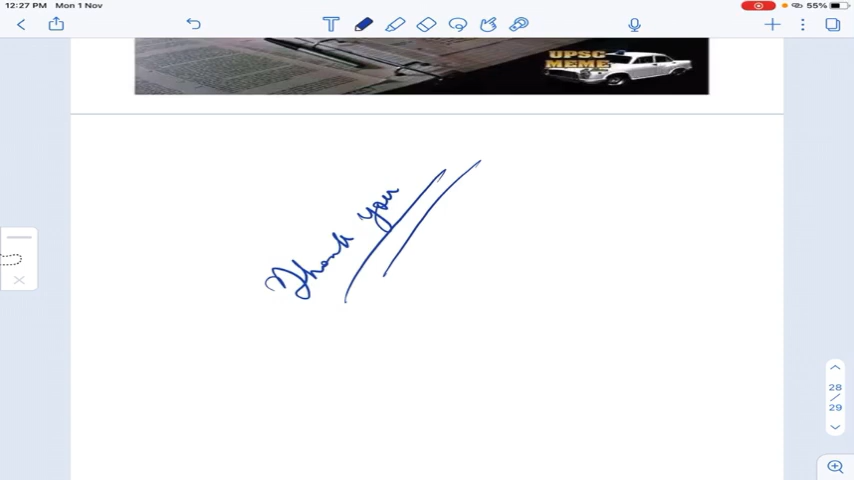 12:27 PM Mon 1 Nov
55%
T
UPSC
MEME
Thank you
28
29